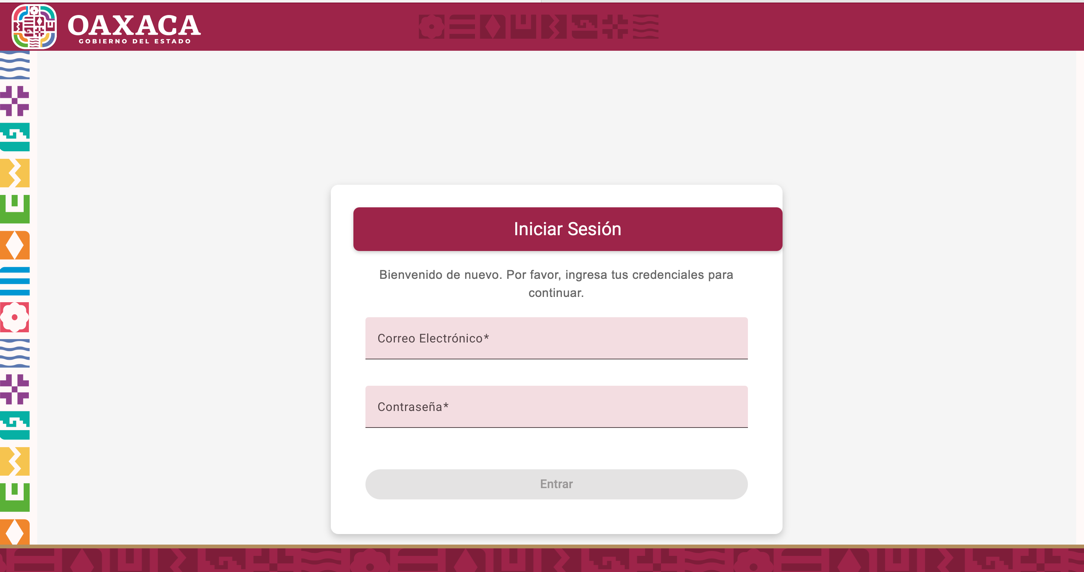 OAXACA
GOBIERNO DEL ESTADO
Iniciar Sesión
Bienvenido de nuevo. Por favor, ingresa tus credenciales para
continuar.
Correo Electrónico*
Contraseña*
Entrar